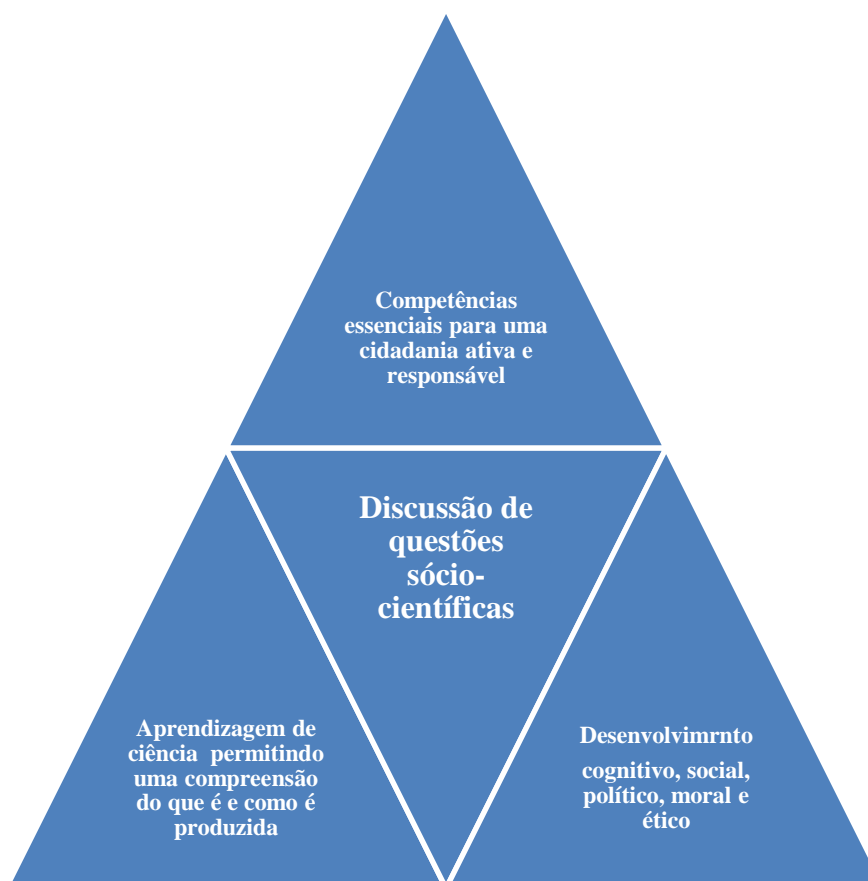 Competências
essenciais para uma
cidadania ativa e
responsável
Discussão de
questões
sócio-
científicas
Aprendizagem de
ciência permitindo
uma compreensão
do que é e como é
produzida
Desenvolvimrnto
cognitivo, social,
político, moral e
ético